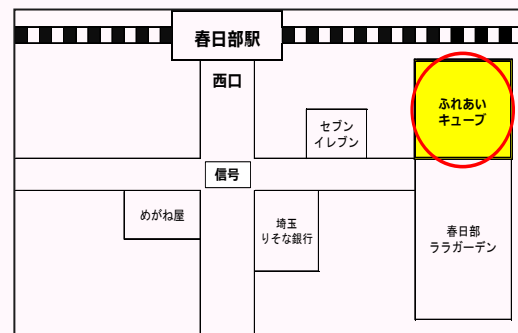 春日部駅
西口
ふれあい
キューブ
セブン
イレブン
信号
めがね屋
埼玉
りそな銀行
春日部
ララガーデン